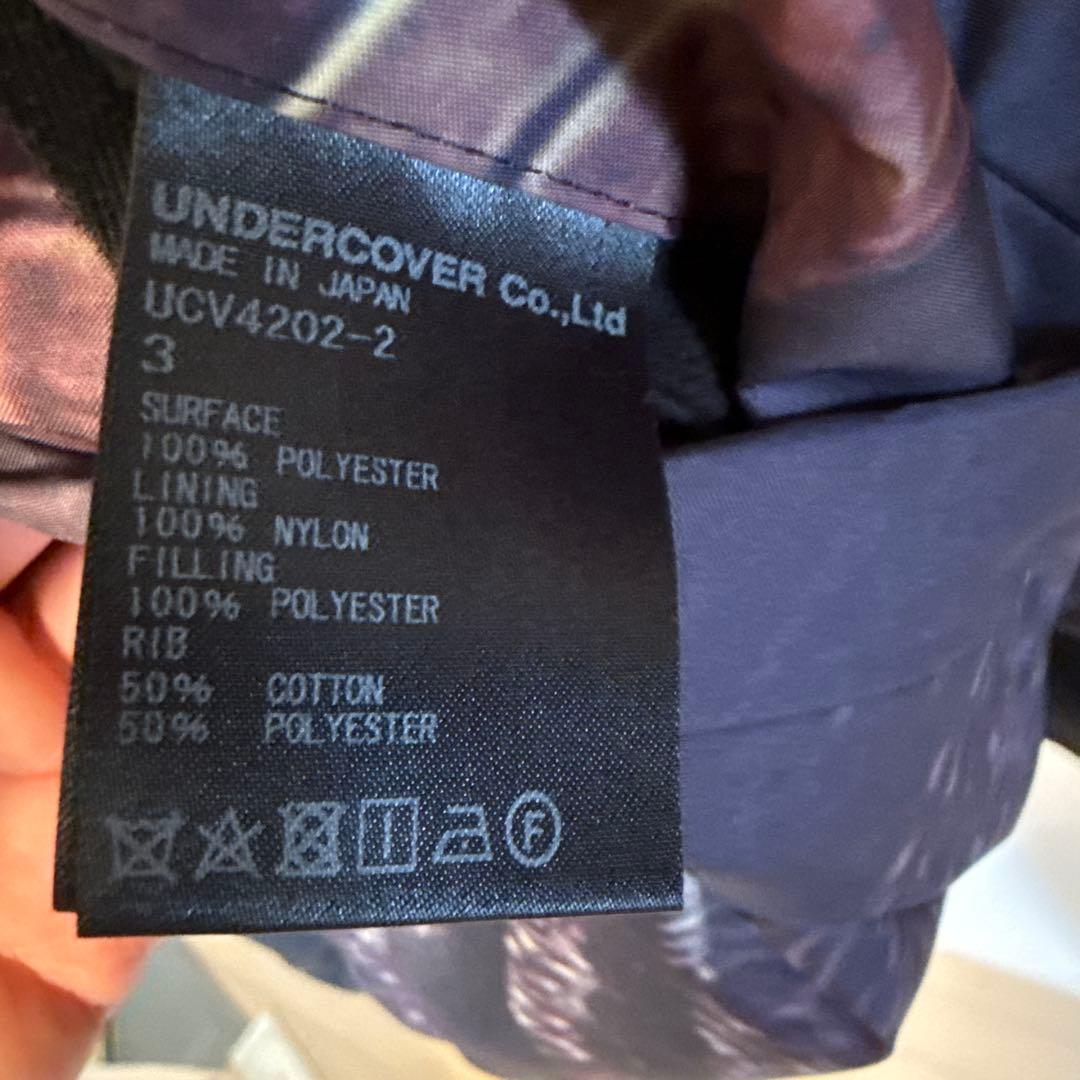 UNDERCOVER Co.,Ltd
MADE IN JAPAN
UCV4202-2
3
SURFACE
100% POLYESTER
LINING
100% NYLON
FILLING
100% POLYESTER
RIB
50% COTTON
50% POLYESTER
F